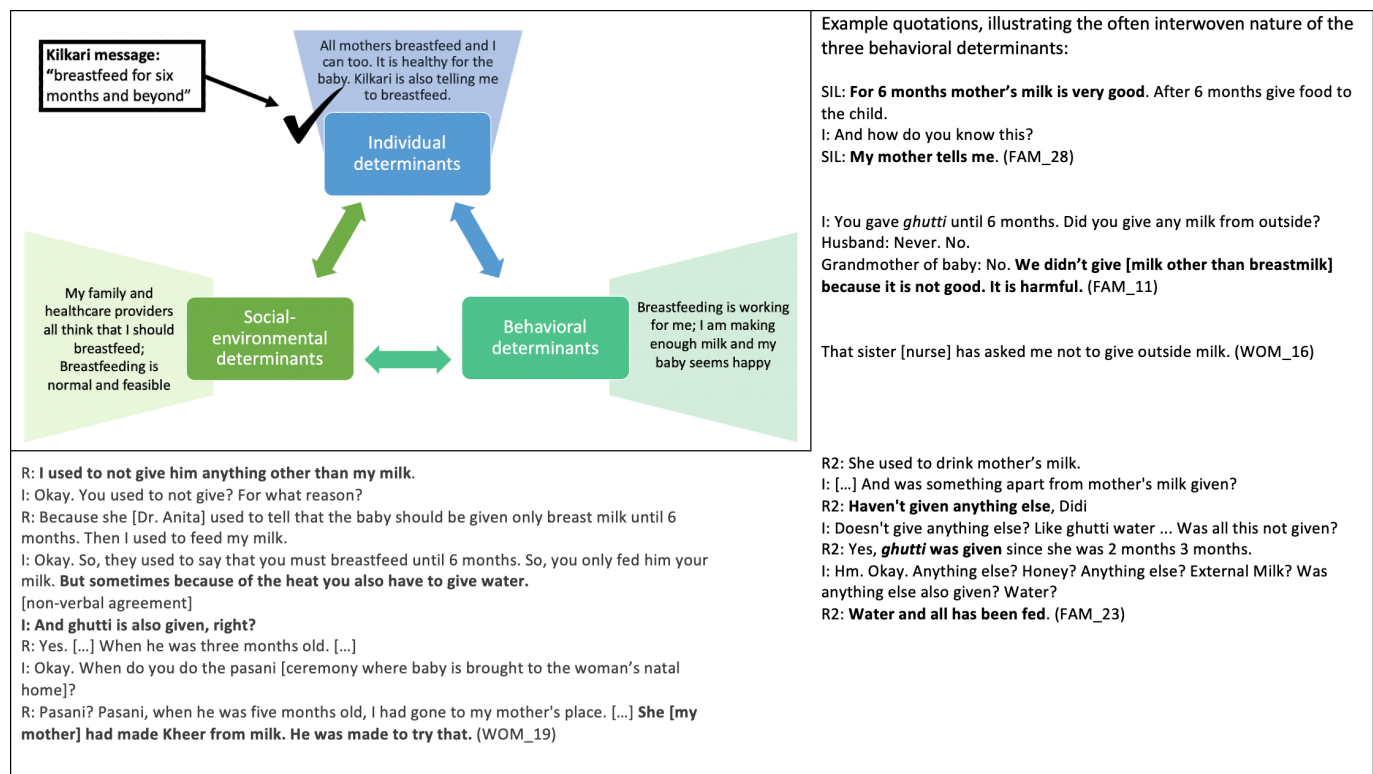 Kilkari message:
“breastfeed for six
months and beyond”
All mothers breastfeed and I
can too. It is healthy for the
baby. Kilkari is also telling me
to breastfeed.
Individual
determinants
My family and
healthcare providers
all think that I should
breastfeed;
Breastfeeding is
normal and feasible
Social-
environmental
determinants
Behavioral
determinants
Breastfeeding is working
for me; I am making
enough milk and my
baby seems happy
Example quotations, illustrating the often interwoven nature of the
three behavioral determinants:
SIL: For 6 months mother’s milk is very good. After 6 months give food to
the child.
I: And how do you know this?
SIL: My mother tells me. (FAM_28)
I: You gave ghutti until 6 months. Did you give any milk from outside?
Husband: Never. No.
Grandmother of baby: No. We didn’t give [milk other than breastmilk]
because it is not good. It is harmful. (FAM_11)
That sister [nurse] has asked me not to give outside milk. (WOM_16)
R2: She used to drink mother’s milk.
I: […] And was something apart from mother's milk given?
R2: Haven't given anything else, Didi
I: Doesn't give anything else? Like ghutti water ... Was all this not given?
R2: Yes, ghutti was given since she was 2 months 3 months.
I: Hm. Okay. Anything else? Honey? Anything else? External Milk? Was
anything else also given? Water?
R2: Water and all has been fed. (FAM_23)
R: I used to not give him anything other than my milk.
I: Okay. You used to not give? For what reason?
R: Because she [Dr. Anita] used to tell that the baby should be given only breast milk until 6
months. Then I used to feed my milk.
I: Okay. So, they used to say that you must breastfeed until 6 months. So, you only fed him your
milk. But sometimes because of the heat you also have to give water.
[non-verbal agreement]
I: And ghutti is also given, right?
R: Yes. […] When he was three months old. […]
I: Okay. When do you do the pasani [ceremony where baby is brought to the woman’s natal
home]?
R: Pasani? Pasani, when he was five months old, I had gone to my mother's place. […] She [my
mother] had made Kheer from milk. He was made to try that. (WOM_19)